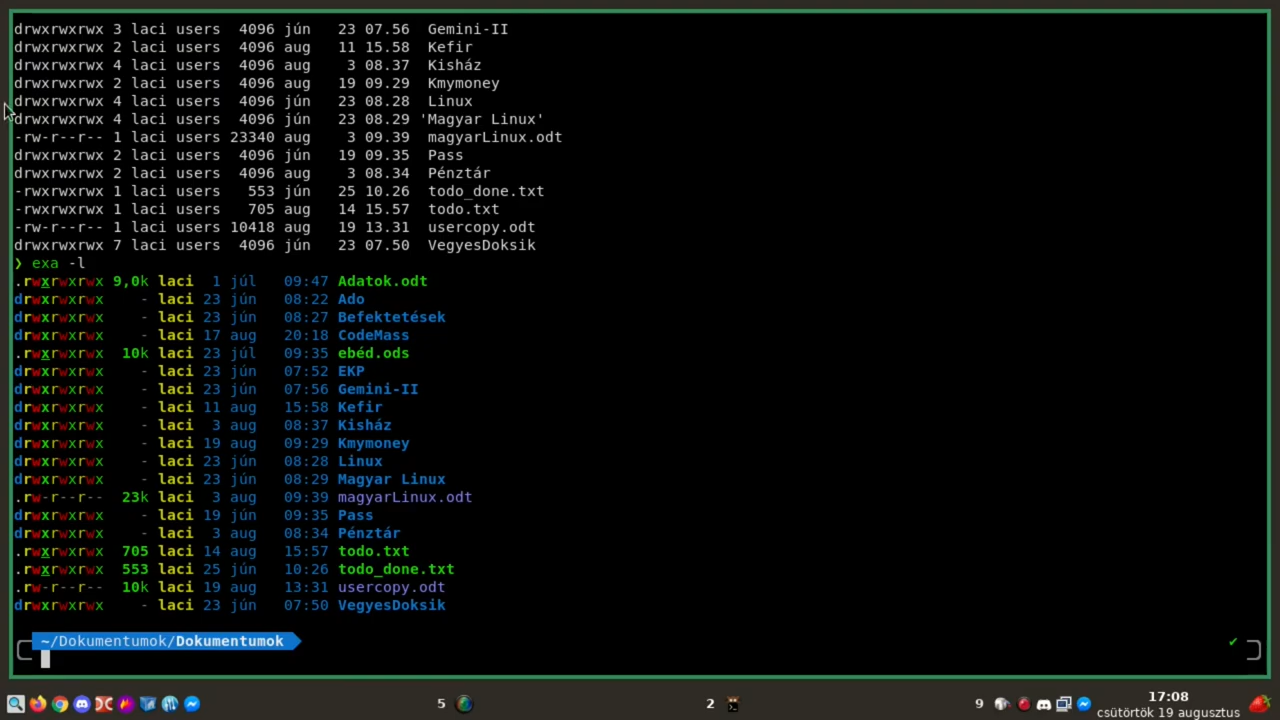 drwxrwxrwx 3 laci users  4096 jún   23 07.56  Gemini-II
drwxrwxrwx 2 laci users  4096 aug   11 15.58  Kefir
drwxrwxrwx 4 laci users  4096 aug    3 08.37  Kisház
drwxrwxrwx 2 laci users  4096 aug   19 09.29  Kmymoney
drwxrwxrwx 4 laci users  4096 jún   23 08.28  Linux
drwxrwxrwx 4 laci users  4096 jún   23 08.29 'Magyar Linux'
-rw-r--r-- 1 laci users 23340 aug    3 09.39  magyarLinux.odt
drwxrwxrwx 2 laci users  4096 jún   19 09.35  Pass
drwxrwxrwx 2 laci users  4096 aug    3 08.34  Pénztár
-rwxrwxrwx 1 laci users   553 jún   25 10.26  todo_done.txt
-rwxrwxrwx 1 laci users   705 aug   14 15.57  todo.txt
-rw-r--r-- 1 laci users 10418 aug   19 13.31  usercopy.odt
drwxrwxrwx 7 laci users  4096 jún   23 07.50  VegyesDoksik
❯ exa -l
.rwxrwxrwx 9,0k laci  1 júl   09:47 Adatok.odt
drwxrwxrwx    - laci 23 jún   08:22 Ado
drwxrwxrwx    - laci 23 jún   08:27 Befektetések
drwxrwxrwx    - laci 17 aug   20:18 CodeMass
.rwxrwxrwx  10k laci 23 júl   09:35 ebéd.ods
drwxrwxrwx    - laci 23 jún   07:52 EKP
drwxrwxrwx    - laci 23 jún   07:56 Gemini-II
drwxrwxrwx    - laci 11 aug   15:58 Kefir
drwxrwxrwx    - laci  3 aug   08:37 Kisház
drwxrwxrwx    - laci 19 aug   09:29 Kmymoney
drwxrwxrwx    - laci 23 jún   08:28 Linux
drwxrwxrwx    - laci 23 jún   08:29 Magyar Linux
.rw-r--r--  23k laci  3 aug   09:39 magyarLinux.odt
drwxrwxrwx    - laci 19 jún   09:35 Pass
drwxrwxrwx    - laci  3 aug   08:34 Pénztár
.rwxrwxrwx  705 laci 14 aug   15:57 todo.txt
.rwxrwxrwx  553 laci 25 jún   10:26 todo_done.txt
.rw-r--r--  10k laci 19 aug   13:31 usercopy.odt
drwxrwxrwx    - laci 23 jún   07:50 VegyesDoksik
~/Dokumentumok/Dokumentumok ✔
5 2 9 17:08
csütörtök 19 augusztus